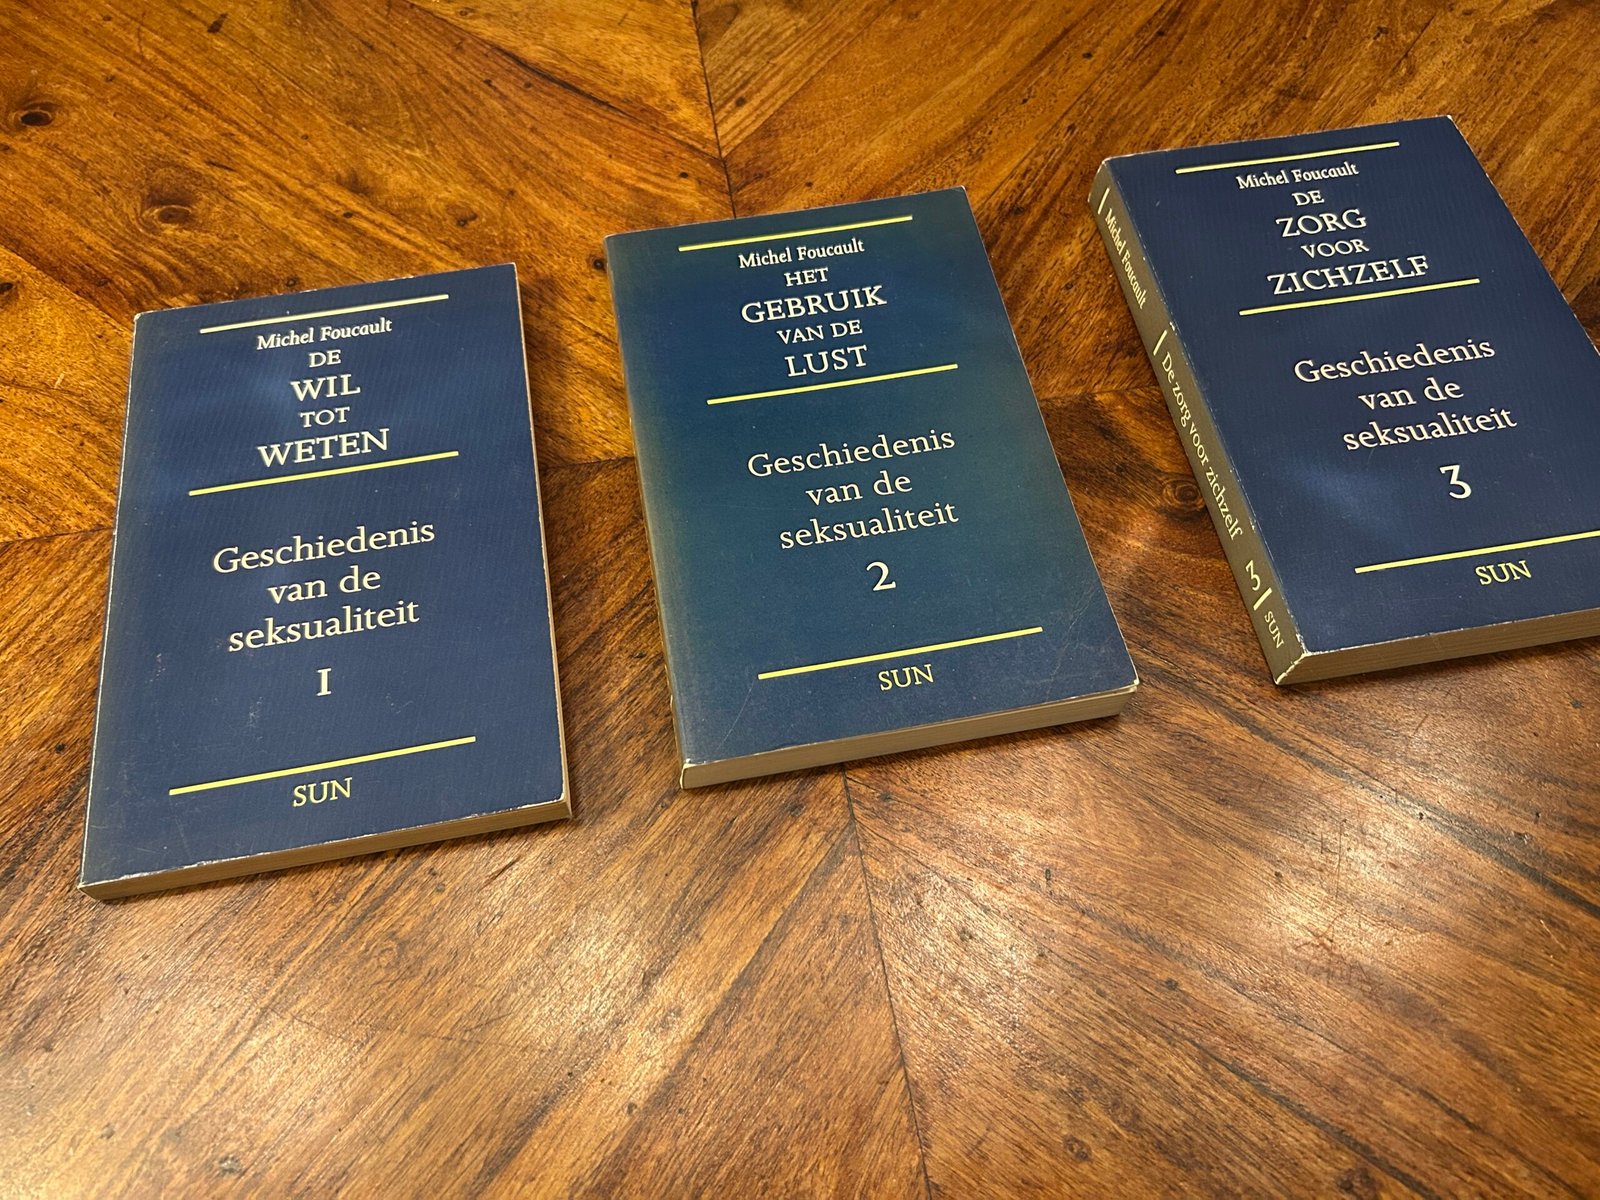 Michel Foucault
DE
WIL
TOT
WETEN
Geschiedenis
van de
seksualiteit
1
SUN
Michel Foucault
HET
GEBRUIK
VAN DE
LUST
Geschiedenis
van de
seksualiteit
2
SUN
Michel Foucault
DE
ZORG
VOOR
ZICHZELF
Geschiedenis
van de
seksualiteit
3
SUN
Michel Foucault De zorg voor zichzelf 3 SUN